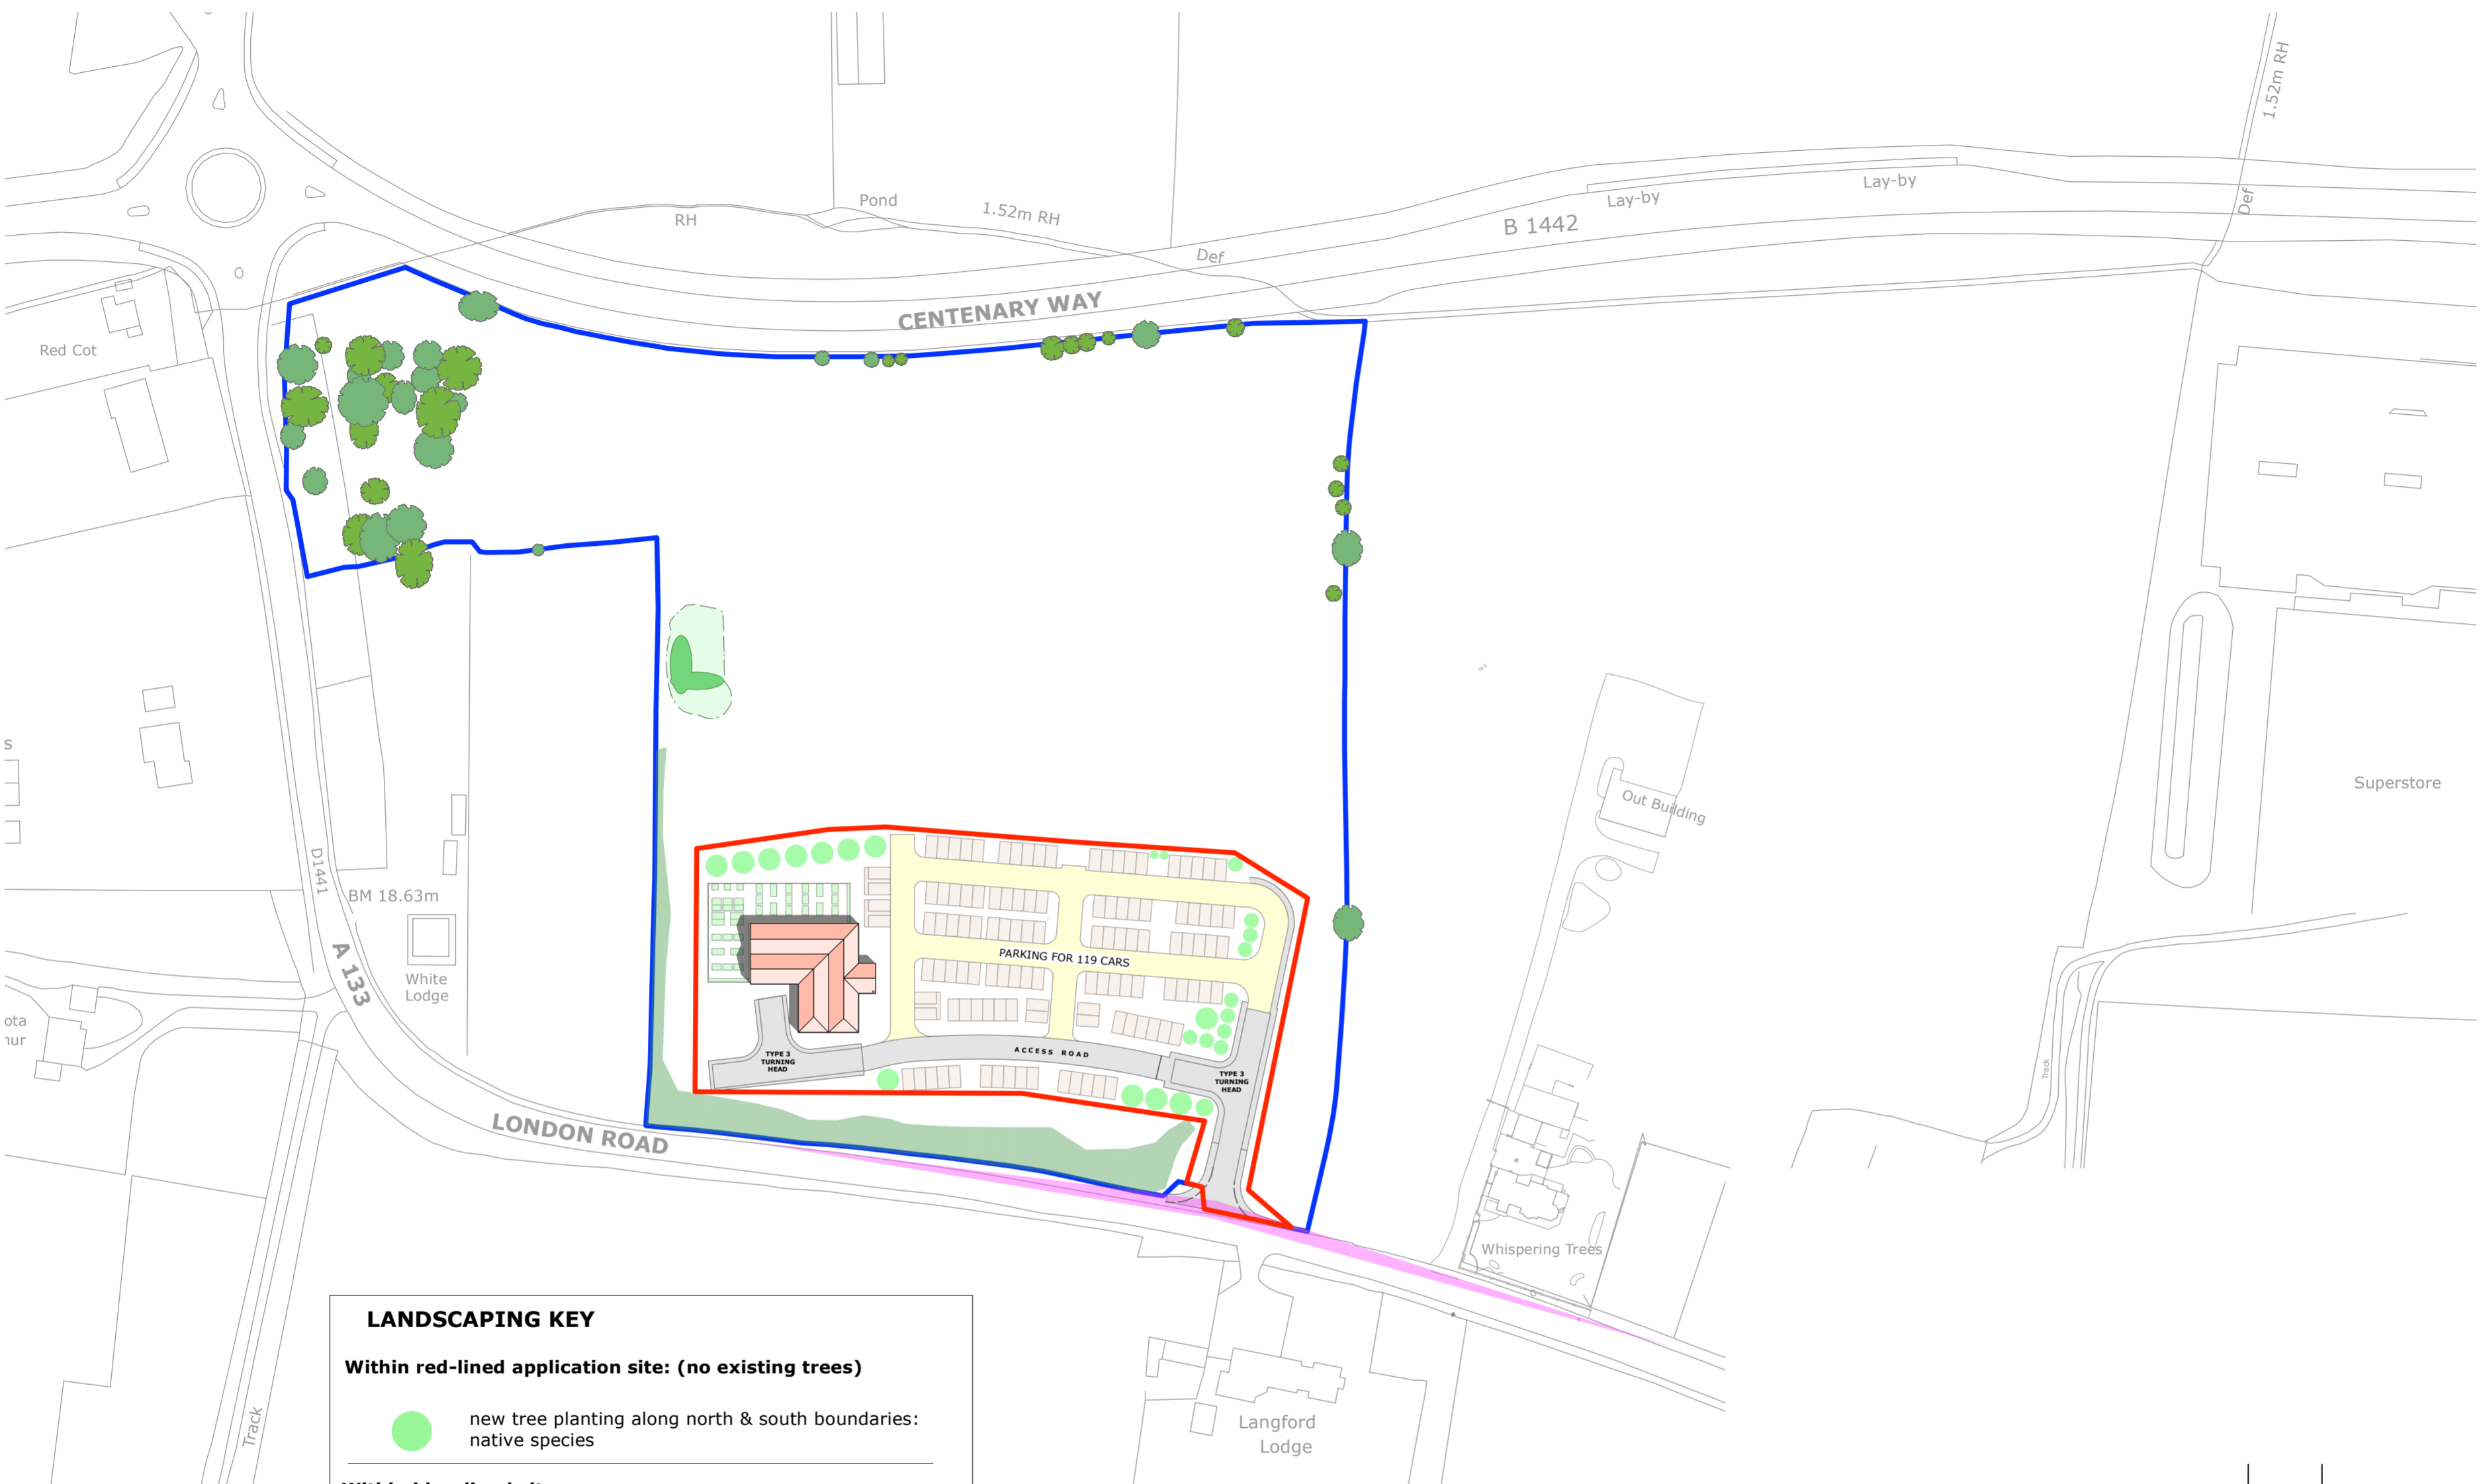 1.52m RH
Pond
RH
1.52m RH
Lay-by
Lay-by
B 1442
Def
Def
CENTENARY WAY
Red Cot
s
Out Building
Superstore
D1441
BM 18.63m
A 133
White
Lodge
PARKING FOR 119 CARS
ACCESS ROAD
TYPE 3
TURNING
HEAD
TYPE 3
TURNING
HEAD
ota
Track
LONDON ROAD
Whispering Trees
Langford
Lodge
Track
LANDSCAPING KEY
Within red-lined application site: (no existing trees)
new tree planting along north & south boundaries:
native species